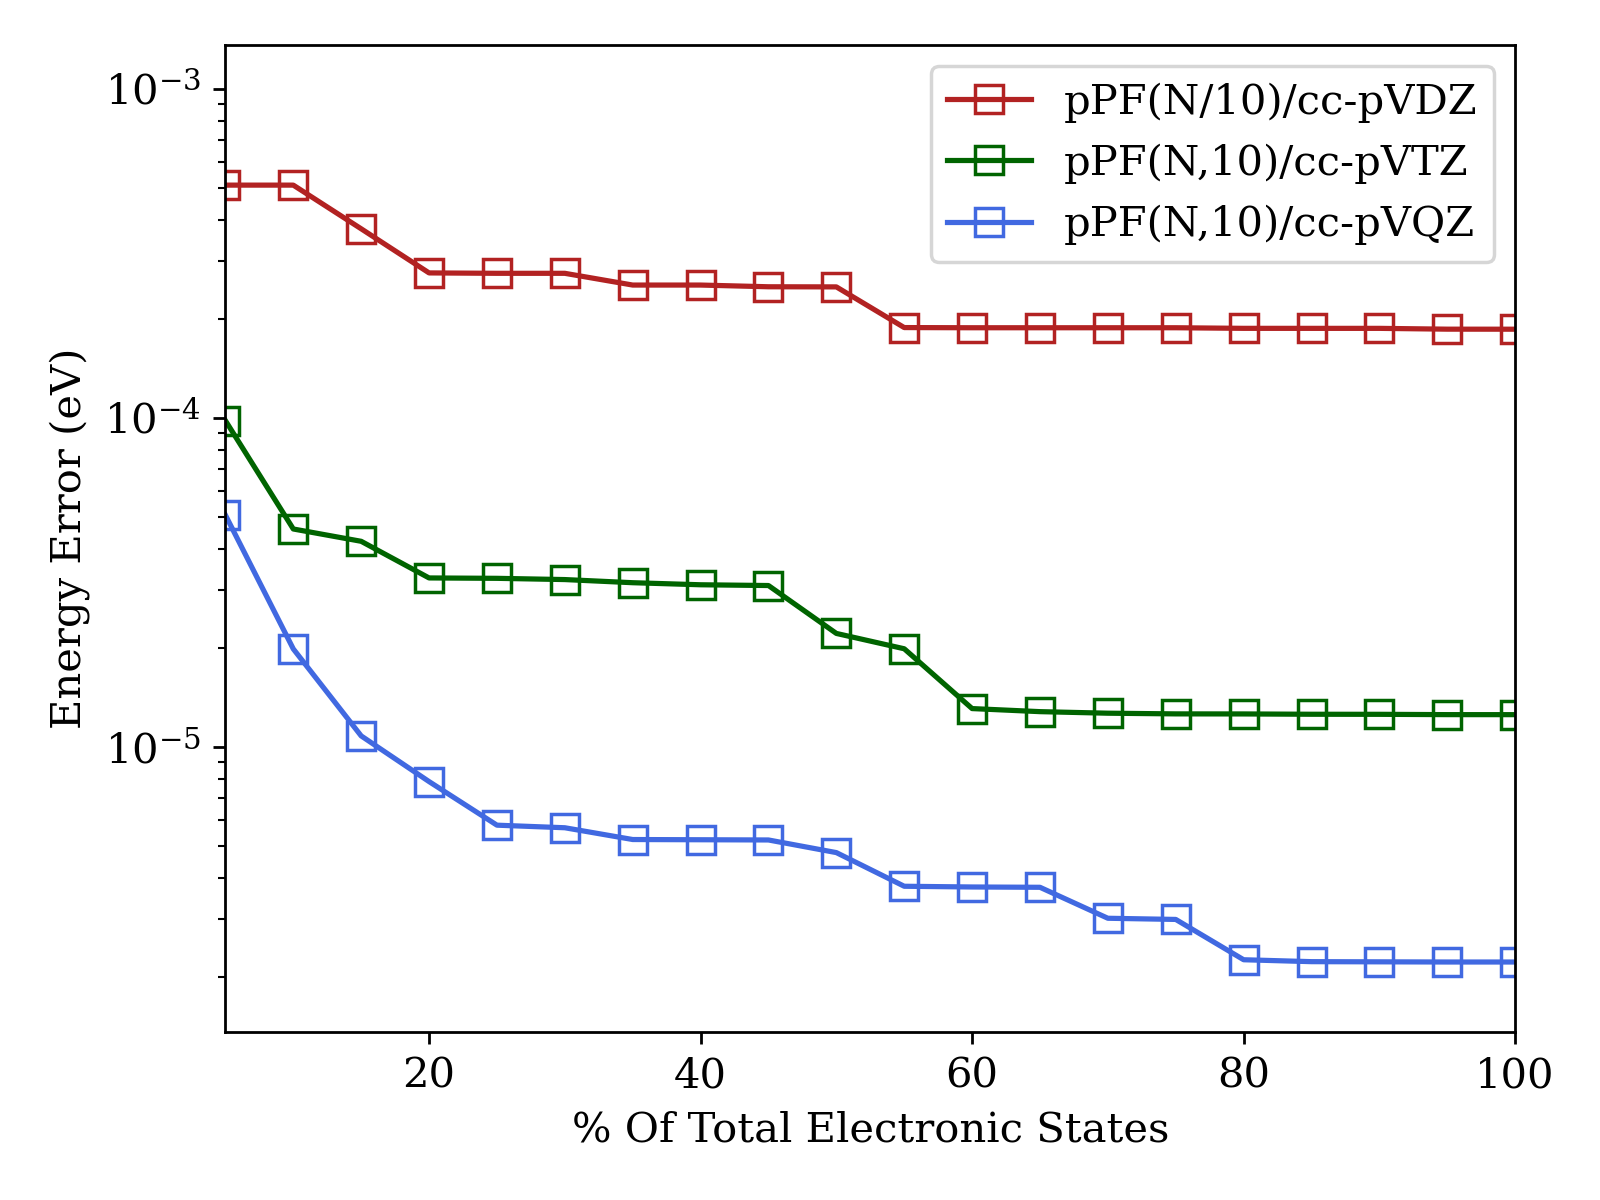 10⁻³
10⁻⁴
10⁻⁵
Energy Error (eV)
pPF(N/10)/cc-pVDZ
pPF(N,10)/cc-pVTZ
pPF(N,10)/cc-pVQZ
20 40 60 80 100
% Of Total Electronic States